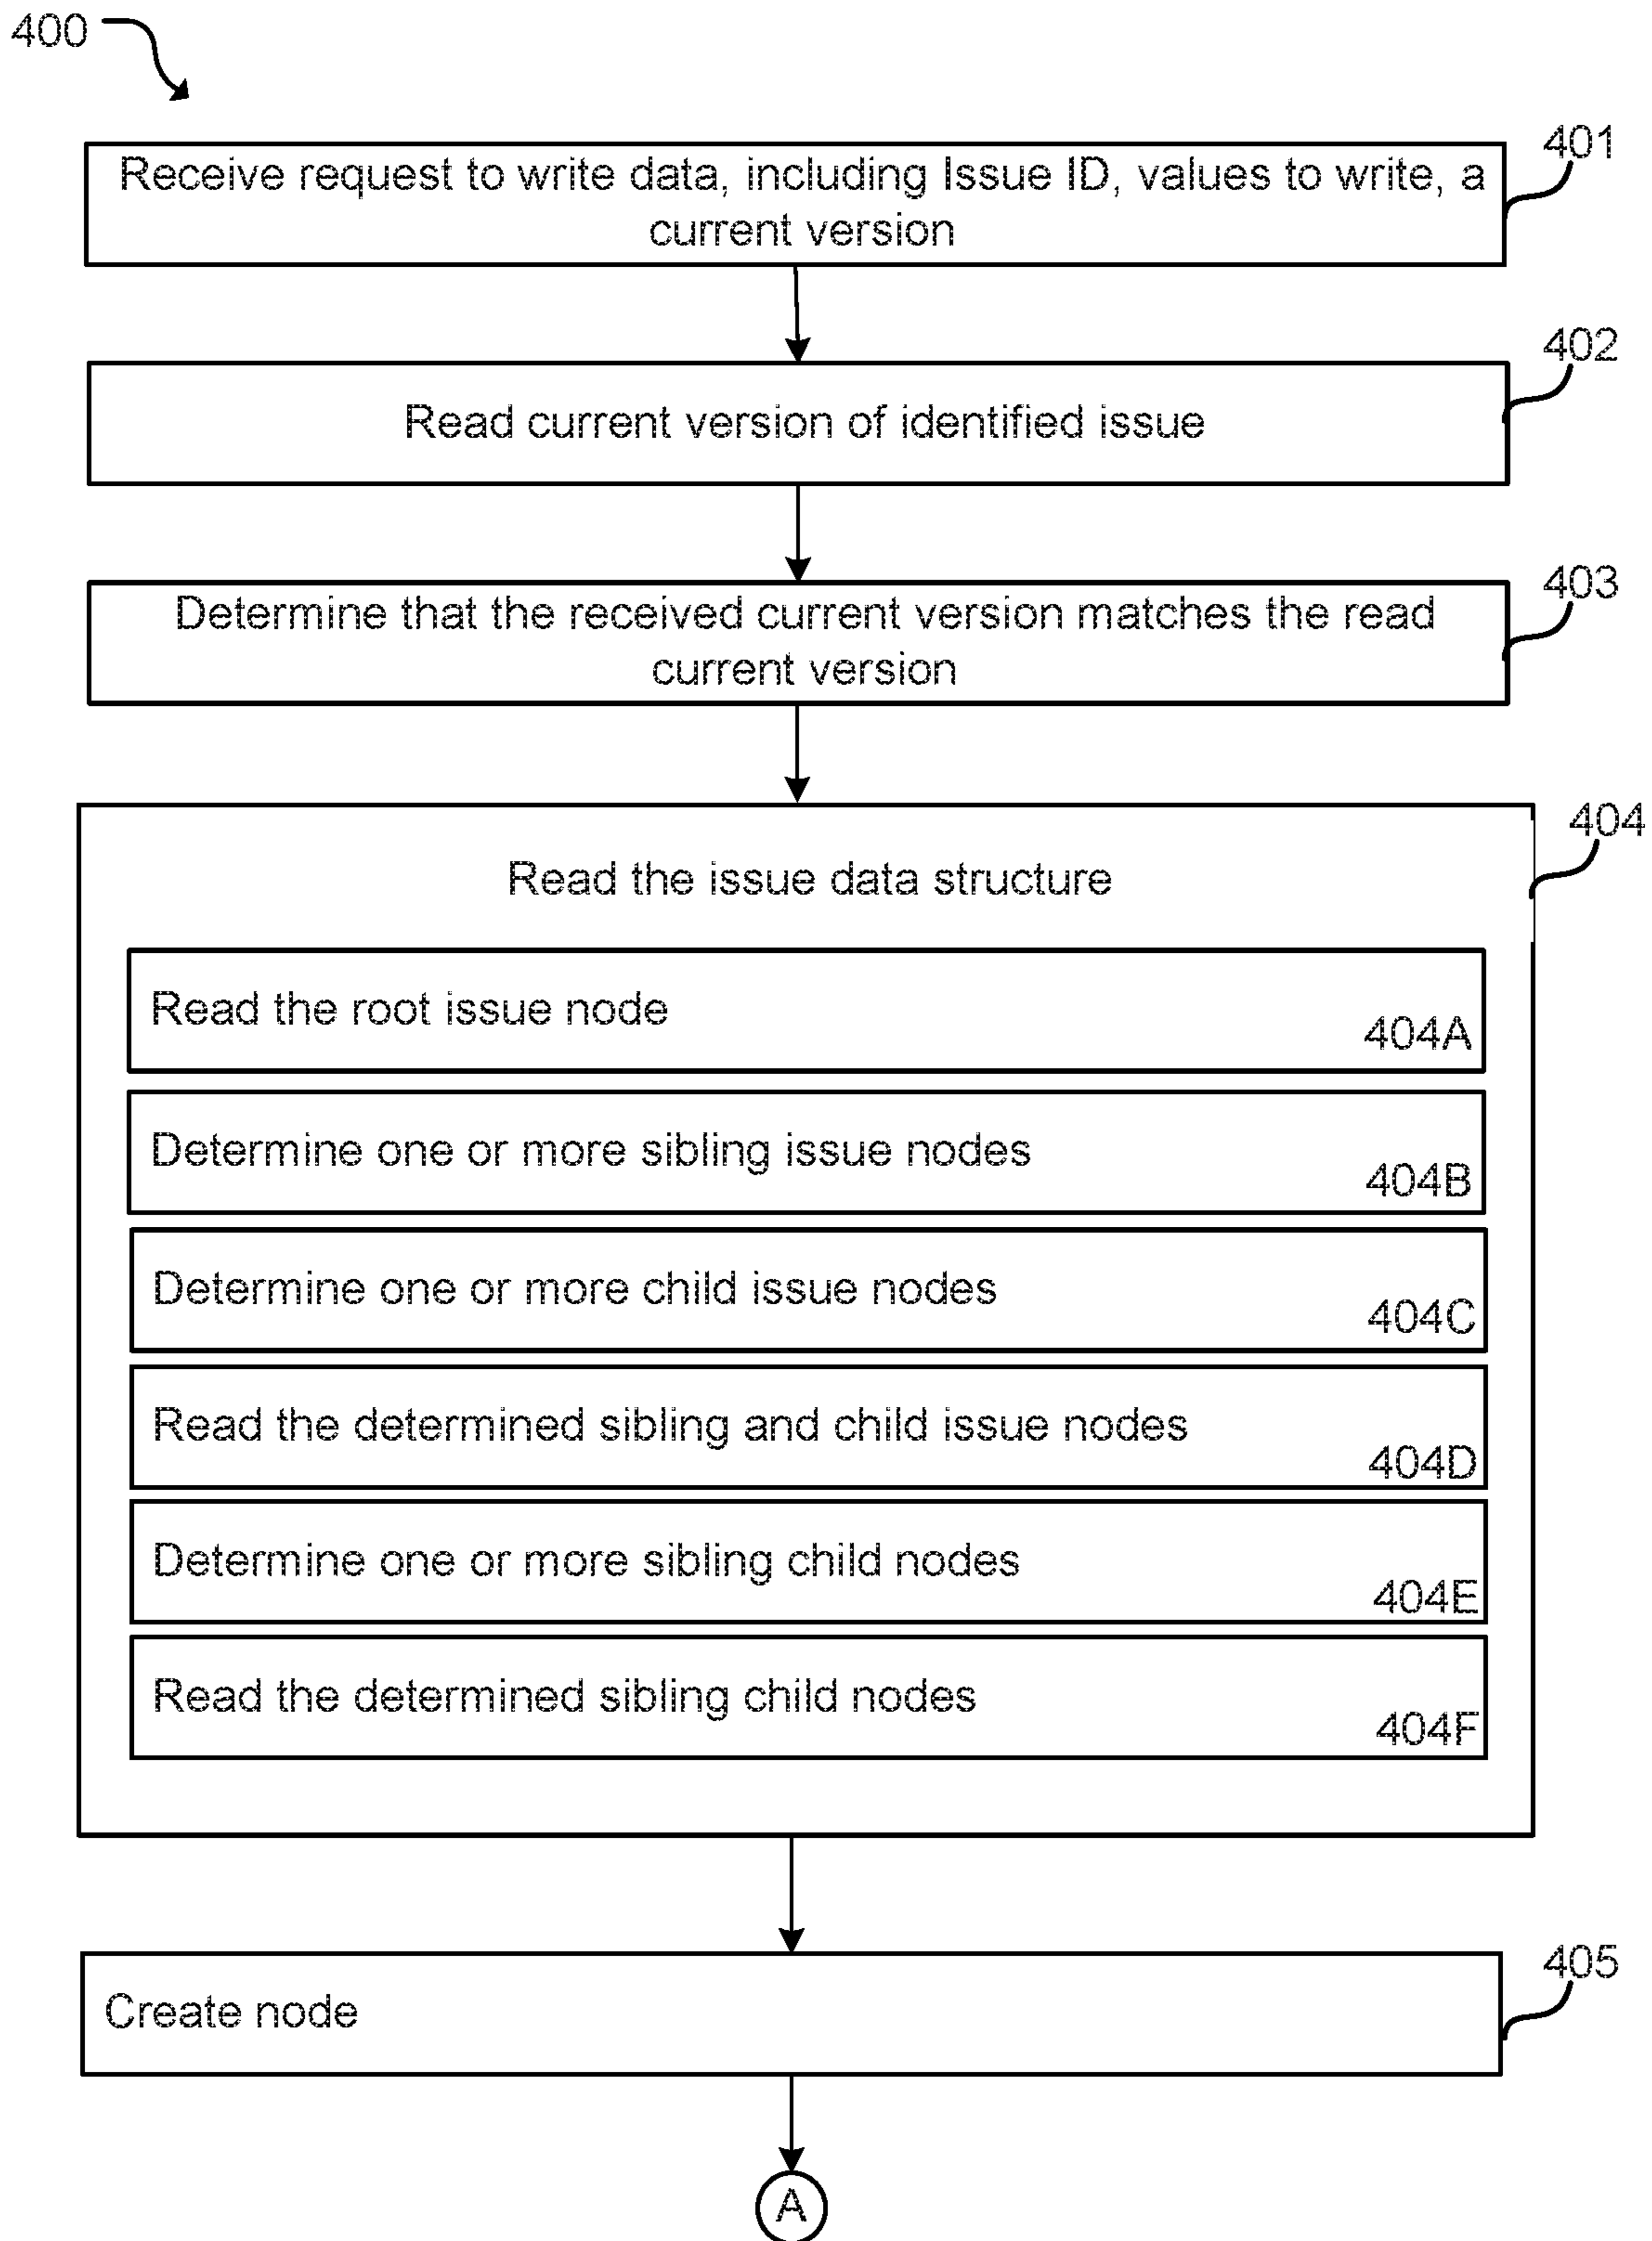 400
401
Receive request to write data, including Issue ID, values to write, a
current version
402
Read current version of identified issue
403
Determine that the received current version matches the read
current version
404
Read the issue data structure
Read the root issue node
404A
Determine one or more sibling issue nodes
404B
Determine one or more child issue nodes
404C
Read the determined sibling and child issue nodes
404D
Determine one or more sibling child nodes
404E
Read the determined sibling child nodes
404F
405
Create node
A